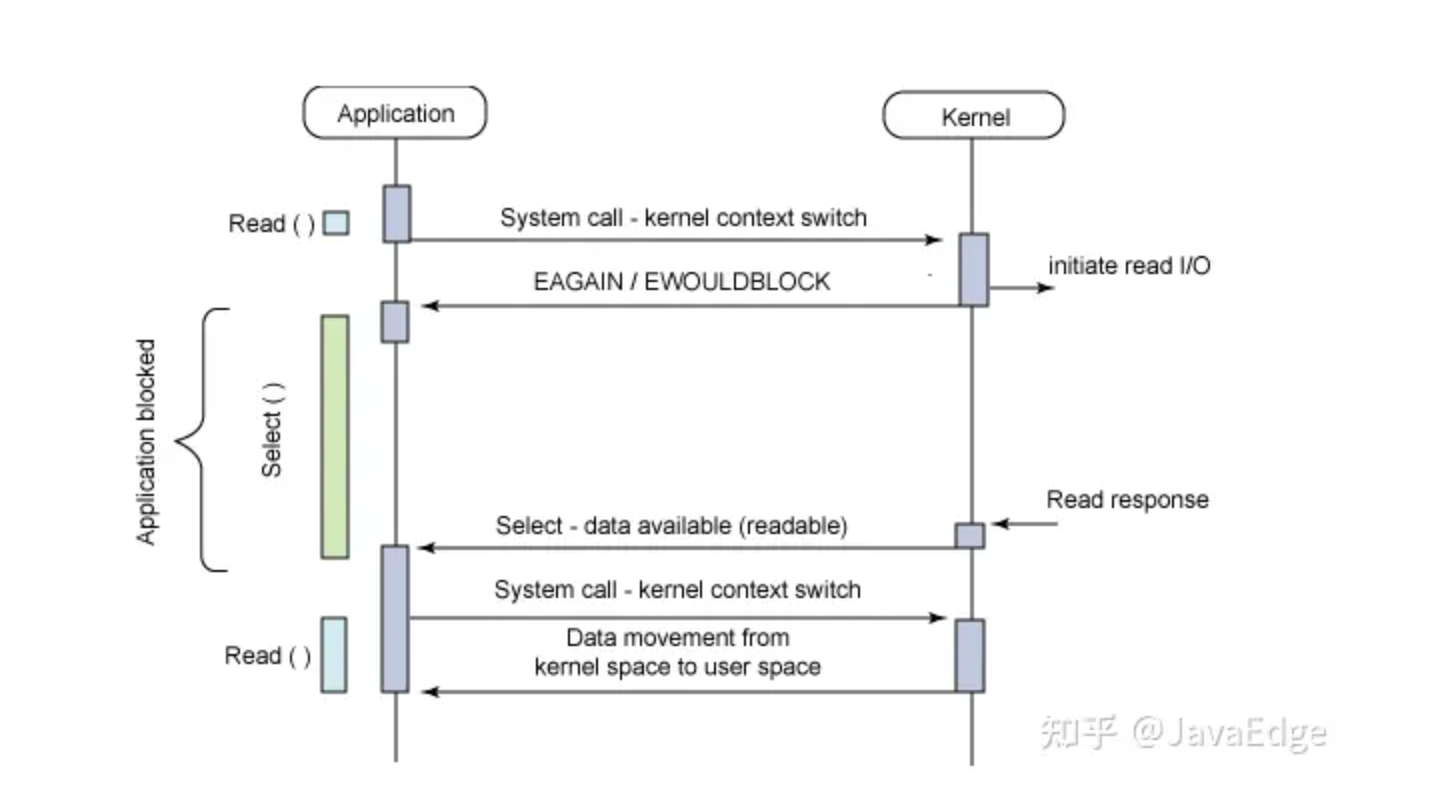 Application
Kernel
Read ( )
System call - kernel context switch
initiate read I/O
EAGAIN / EWOULDBLOCK
Application blocked
Select ( )
Read response
Select - data available (readable)
System call - kernel context switch
Read ( )
Data movement from
kernel space to user space
知乎 @JavaEdge